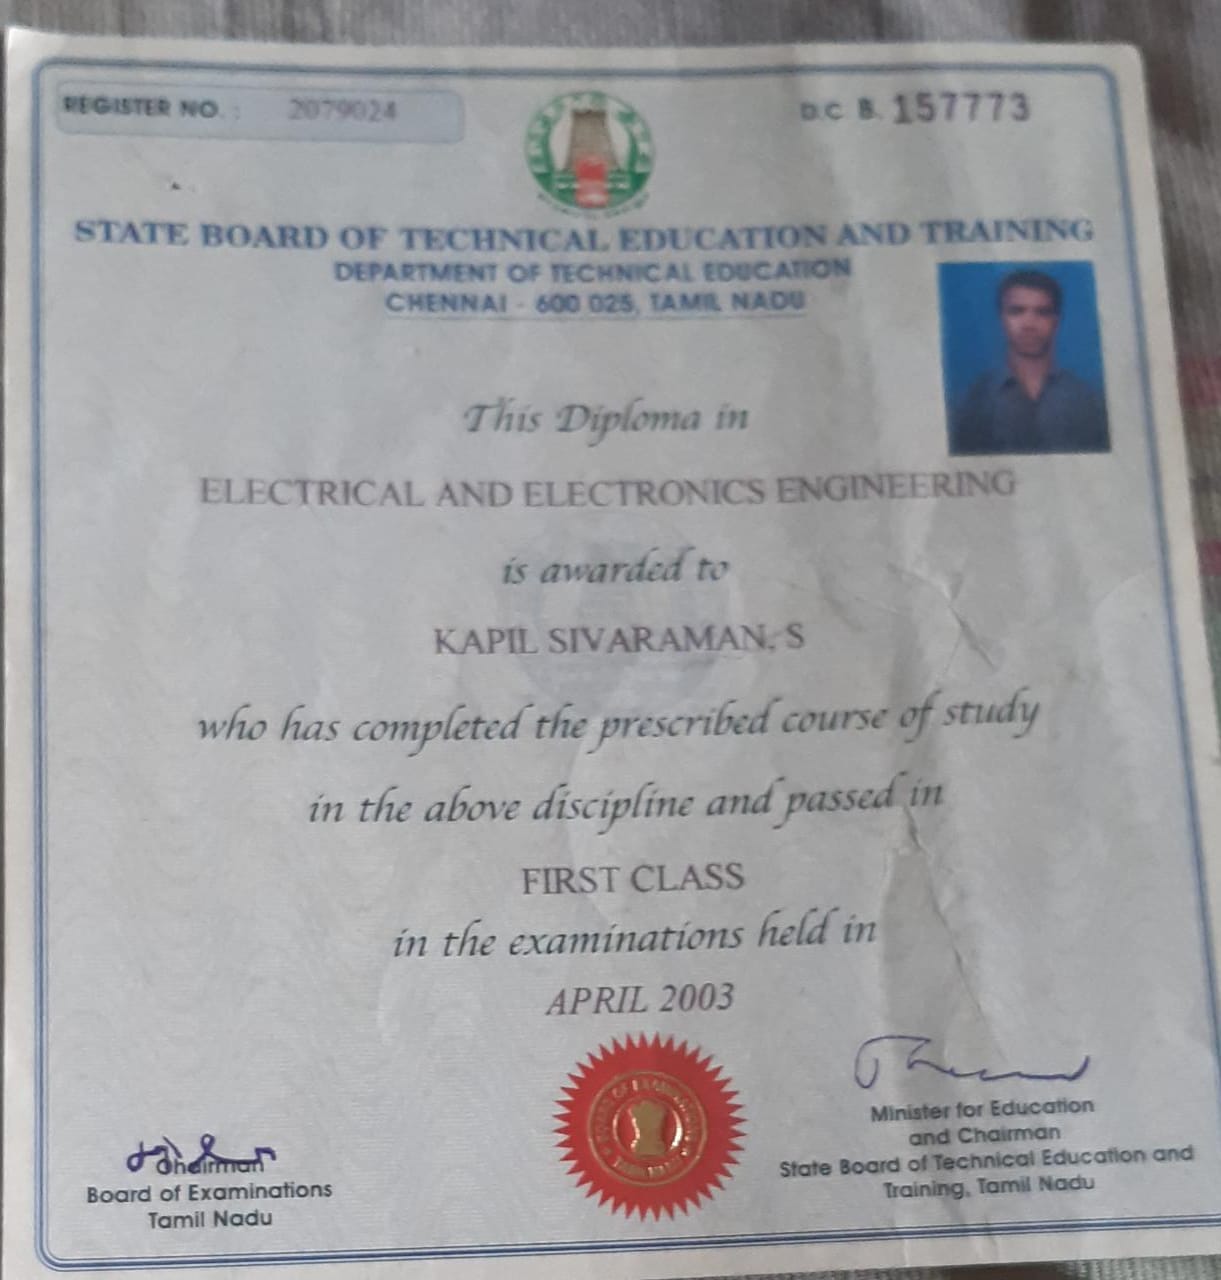 REGISTER NO. : 2079024
D.C B. 157773
STATE BOARD OF TECHNICAL EDUCATION AND TRAINING
DEPARTMENT OF TECHNICAL EDUCATION
CHENNAI - 600 025, TAMIL NADU
This Diploma in
ELECTRICAL AND ELECTRONICS ENGINEERING
is awarded to
KAPIL SIVARAMAN, S
who has completed the prescribed course of study
in the above discipline and passed in
FIRST CLASS
in the examinations held in
APRIL 2003
Chairman
Board of Examinations
Tamil Nadu
Minister for Education
and Chairman
State Board of Technical Education and
Training, Tamil Nadu